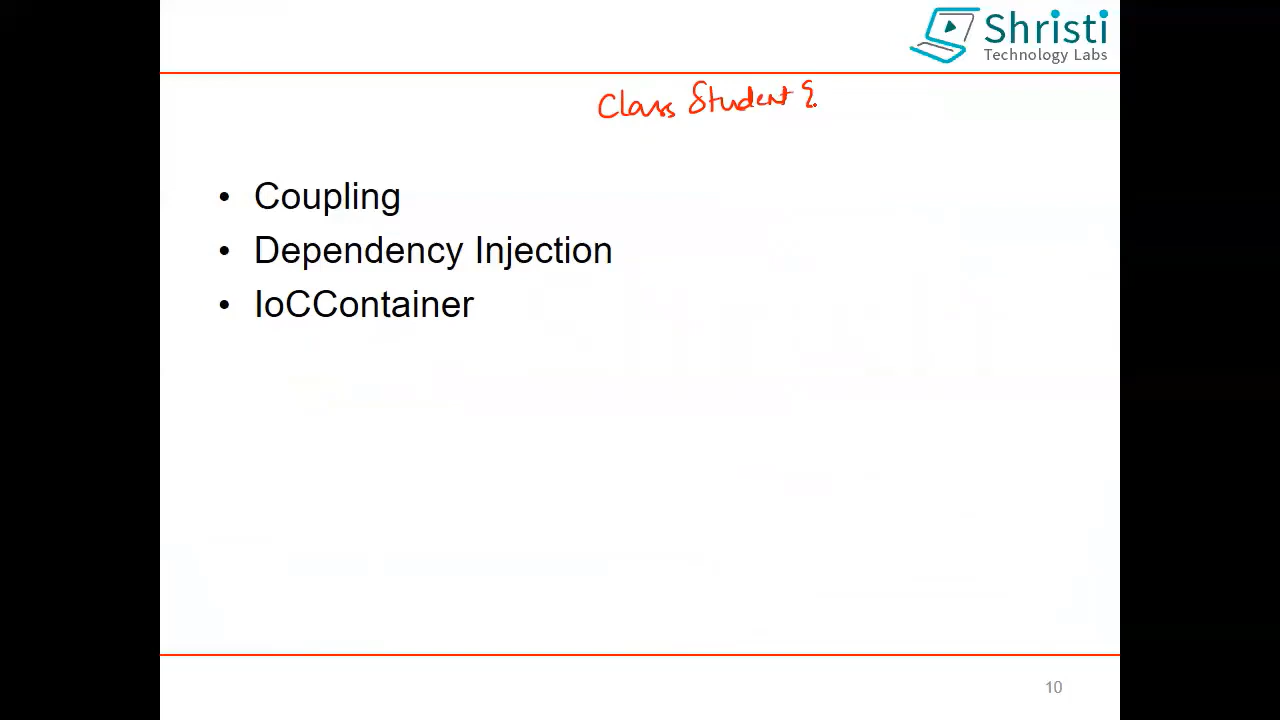 Shristi
Technology Labs
Class Student {
• Coupling
• Dependency Injection
• IoCContainer
10